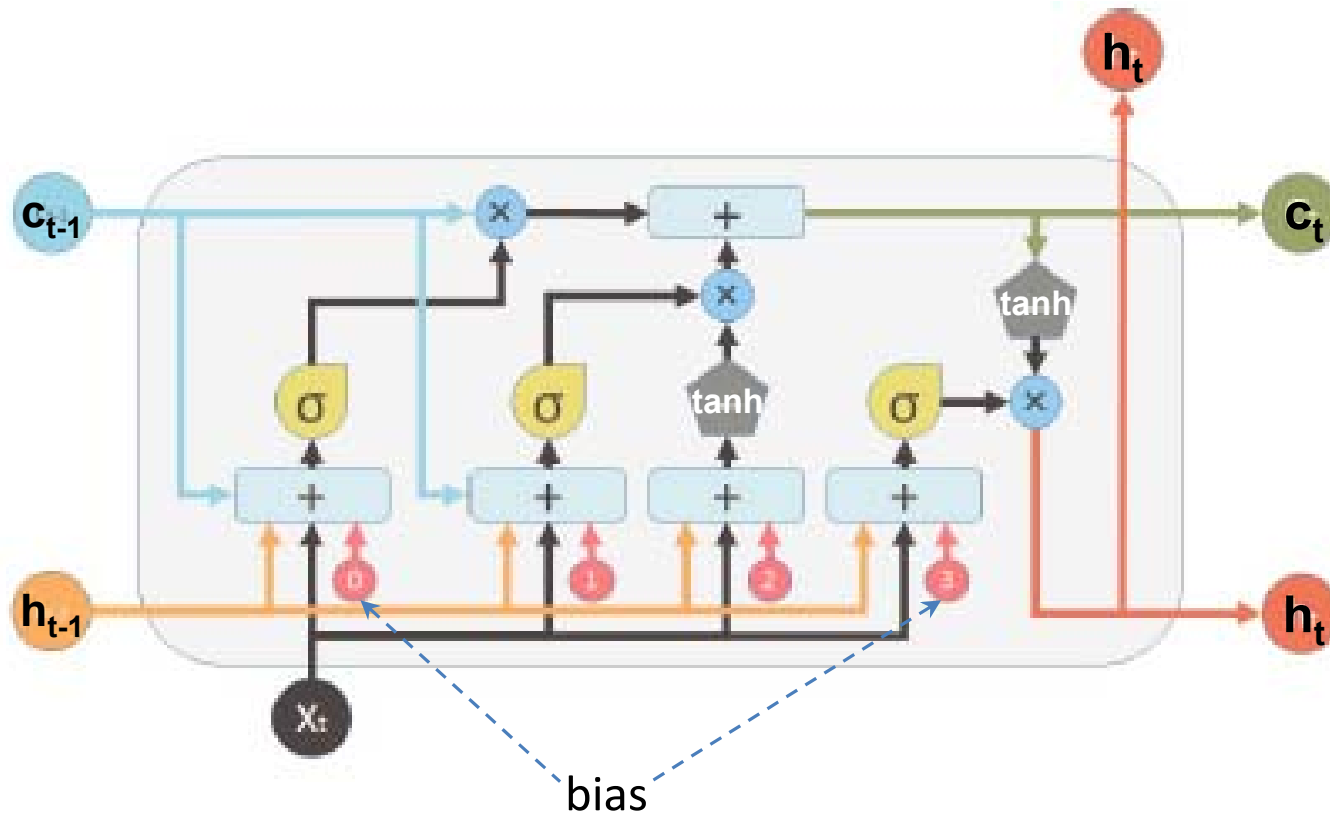 h_t
c_{t-1}
×
+
c_t
×
tanh
σ
σ
tanh
σ
×
+
+
+
+
0
1
2
3
h_{t-1}
h_t
X_t
bias